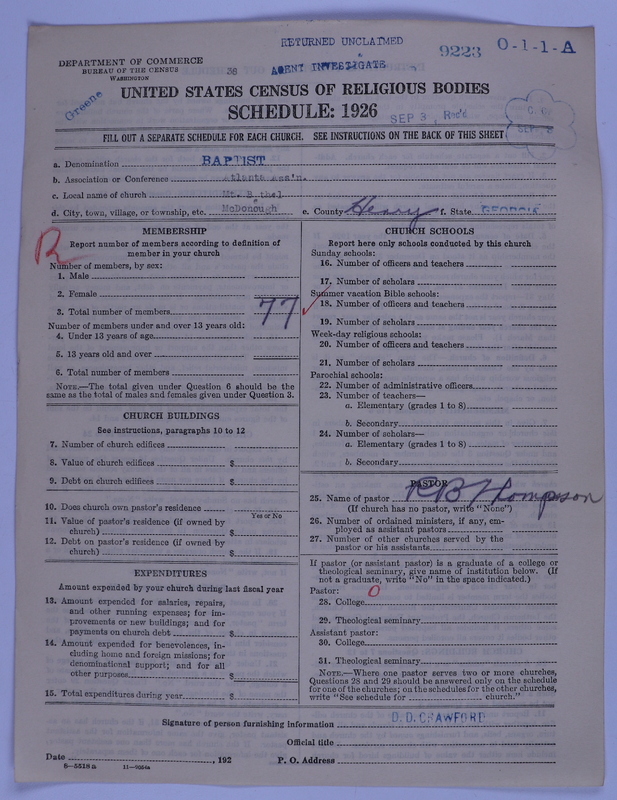 RETURNED UNCLAIMED
9223 O-1-1-A
DEPARTMENT OF COMMERCE
BUREAU OF THE CENSUS
WASHINGTON
36 AGENT INVESTIGATE
Greene
UNITED STATES CENSUS OF RELIGIOUS BODIES
SCHEDULE: 1926
SEP 3, Rec'd
FILL OUT A SEPARATE SCHEDULE FOR EACH CHURCH. SEE INSTRUCTIONS ON THE BACK OF THIS SHEET
a. Denomination BAPTIST
b. Association or Conference atlanta ass'n.
c. Local name of church Mt. B thel
d. City, town, village, or township, etc. McDonough e. County Henry f. State GEORGIA
MEMBERSHIP
R
Report number of members according to definition of
member in your church
Number of members, by sex:
1. Male
2. Female
3. Total number of members 77
Number of members under and over 13 years old:
4. Under 13 years of age
5. 13 years old and over
6. Total number of members
NOTE.—The total given under Question 6 should be the
same as the total of males and females given under Question 3.
CHURCH BUILDINGS
See instructions, paragraphs 10 to 12
7. Number of church edifices
8. Value of church edifices $
9. Debt on church edifices $
10. Does church own pastor's residence
Yes or No
11. Value of pastor's residence (if owned by
church) $
12. Debt on pastor's residence (if owned by
church) $
EXPENDITURES
Amount expended by your church during last fiscal year
13. Amount expended for salaries, repairs,
and other running expenses; for im-
provements or new buildings; and for
payments on church debt $
14. Amount expended for benevolences, in-
cluding home and foreign missions; for
denominational support; and for all
other purposes $
15. Total expenditures during year $
CHURCH SCHOOLS
Report here only schools conducted by this church
Sunday schools:
16. Number of officers and teachers
17. Number of scholars
Summer vacation Bible schools:
18. Number of officers and teachers
19. Number of scholars
Week-day religious schools:
20. Number of officers and teachers
21. Number of scholars
Parochial schools:
22. Number of administrative officers
23. Number of teachers—
a. Elementary (grades 1 to 8)
b. Secondary
24. Number of scholars—
a. Elementary (grades 1 to 8)
b. Secondary
PASTOR
25. Name of pastor R B Thompson
(If church has no pastor, write "None")
26. Number of ordained ministers, if any, em-
ployed as assistant pastors
27. Number of other churches served by the
pastor or his assistants
If pastor (or assistant pastor) is a graduate of a college or
theological seminary, give name of institution below. (If
not a graduate, write "No" in the space indicated.)
Pastor: O
28. College
29. Theological seminary
Assistant pastor:
30. College
31. Theological seminary
NOTE.—Where one pastor serves two or more churches,
Questions 28 and 29 should be answered only on the schedule
for one of the churches; on the schedules for the other churches,
write "See schedule for church."
Signature of person furnishing information D. D. CRAWFORD
Official title
Date , 192 P. O. Address
8—5518a 11—9054a